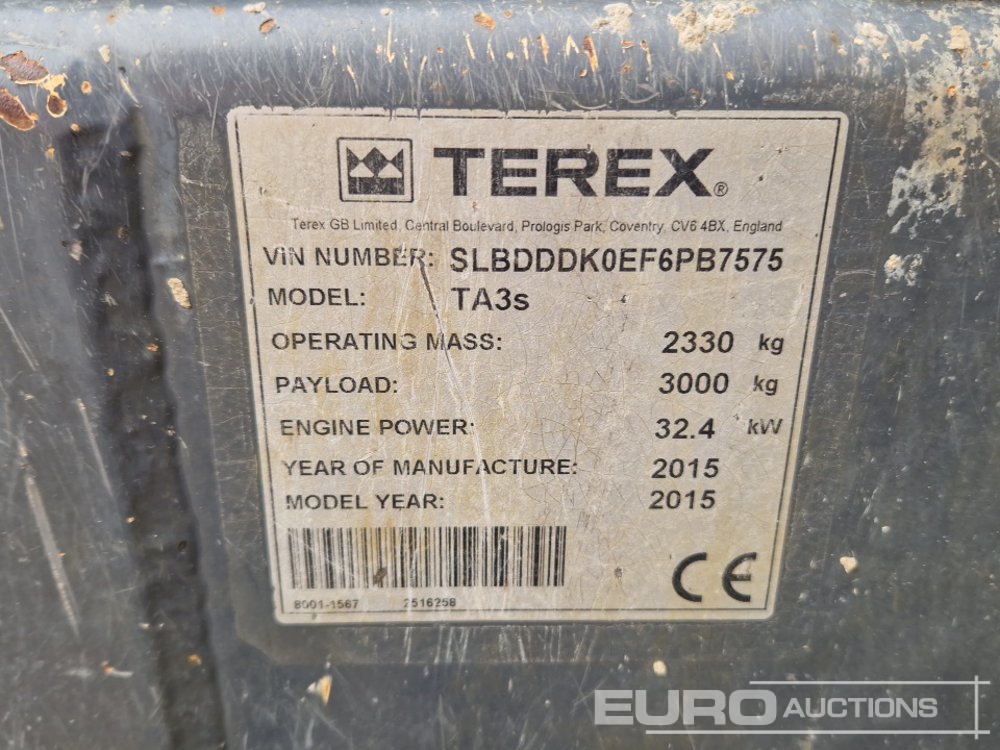 TEREX®
Terex GB Limited, Central Boulevard, Prologis Park, Coventry, CV6 4BX, England
VIN NUMBER: SLBDDDK0EF6PB7575
MODEL: TA3s
OPERATING MASS: 2330 kg
PAYLOAD: 3000 kg
ENGINE POWER: 32.4 kW
YEAR OF MANUFACTURE: 2015
MODEL YEAR: 2015
CE
8001-1567 2516258
EURO AUCTIONS